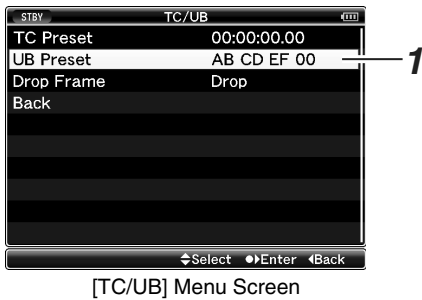 STBY TC/UB
TC Preset 00:00:00.00
UB Preset AB CD EF 00 1
Drop Frame Drop
Back
Select Enter Back
[TC/UB] Menu Screen